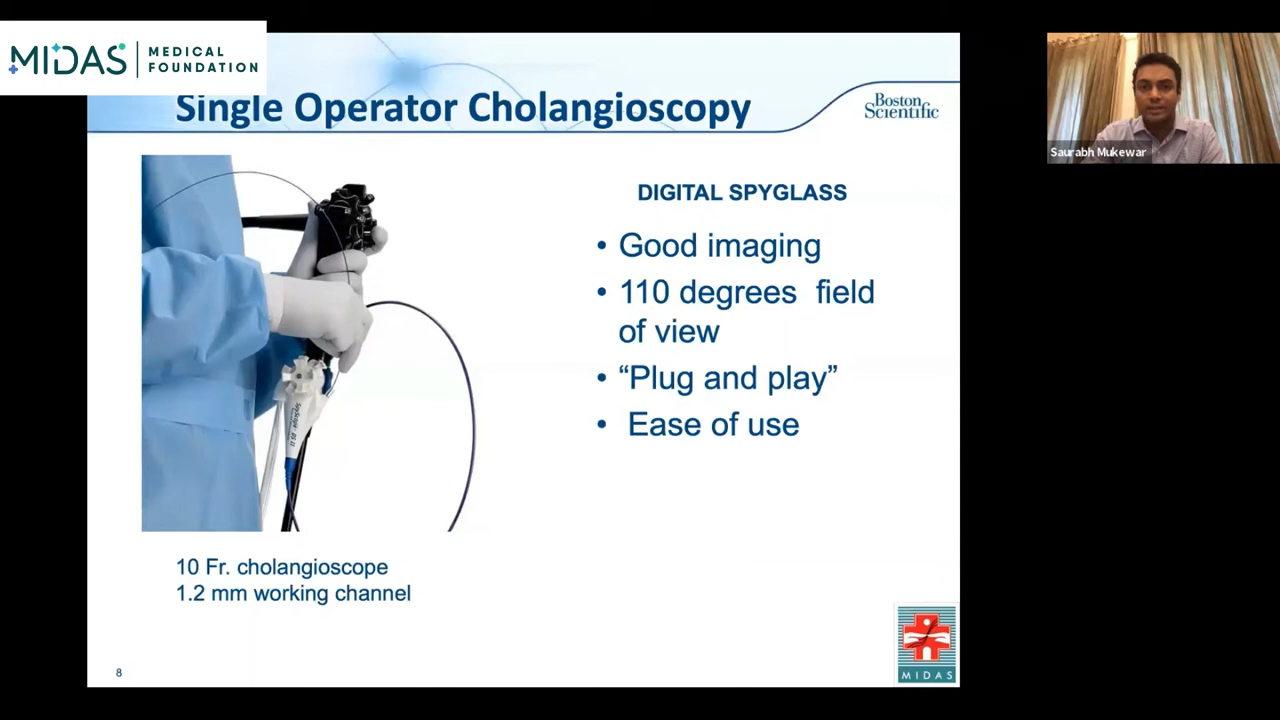 MIDAS
MEDICAL
FOUNDATION
Single Operator Cholangioscopy
Boston
Scientific
Saurabh Mukewar
DIGITAL SPYGLASS
• Good imaging
• 110 degrees field
of view
• “Plug and play”
• Ease of use
10 Fr. cholangioscope
1.2 mm working channel
8
MIDAS